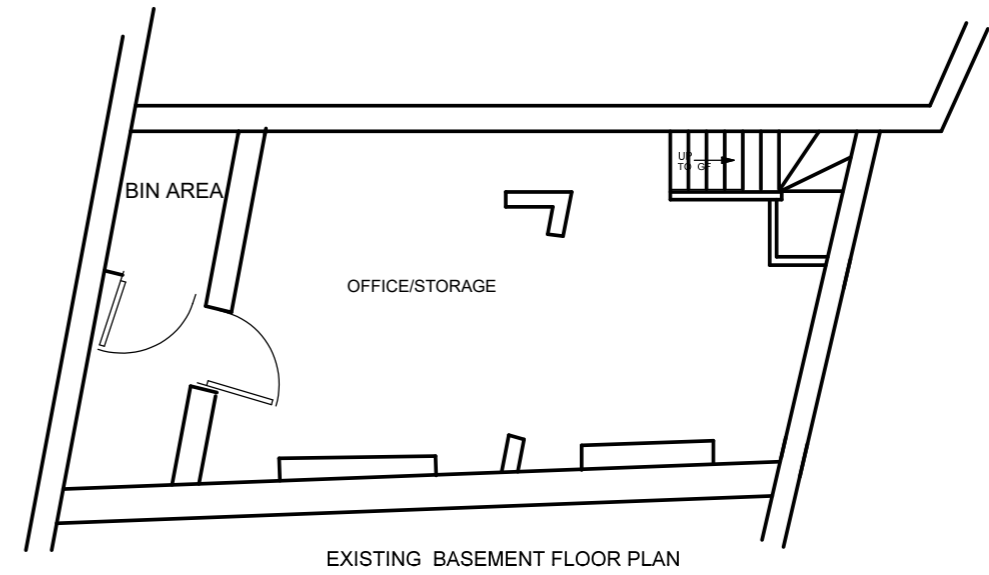 BIN AREA
UP
TO GF
OFFICE/STORAGE
EXISTING BASEMENT FLOOR PLAN